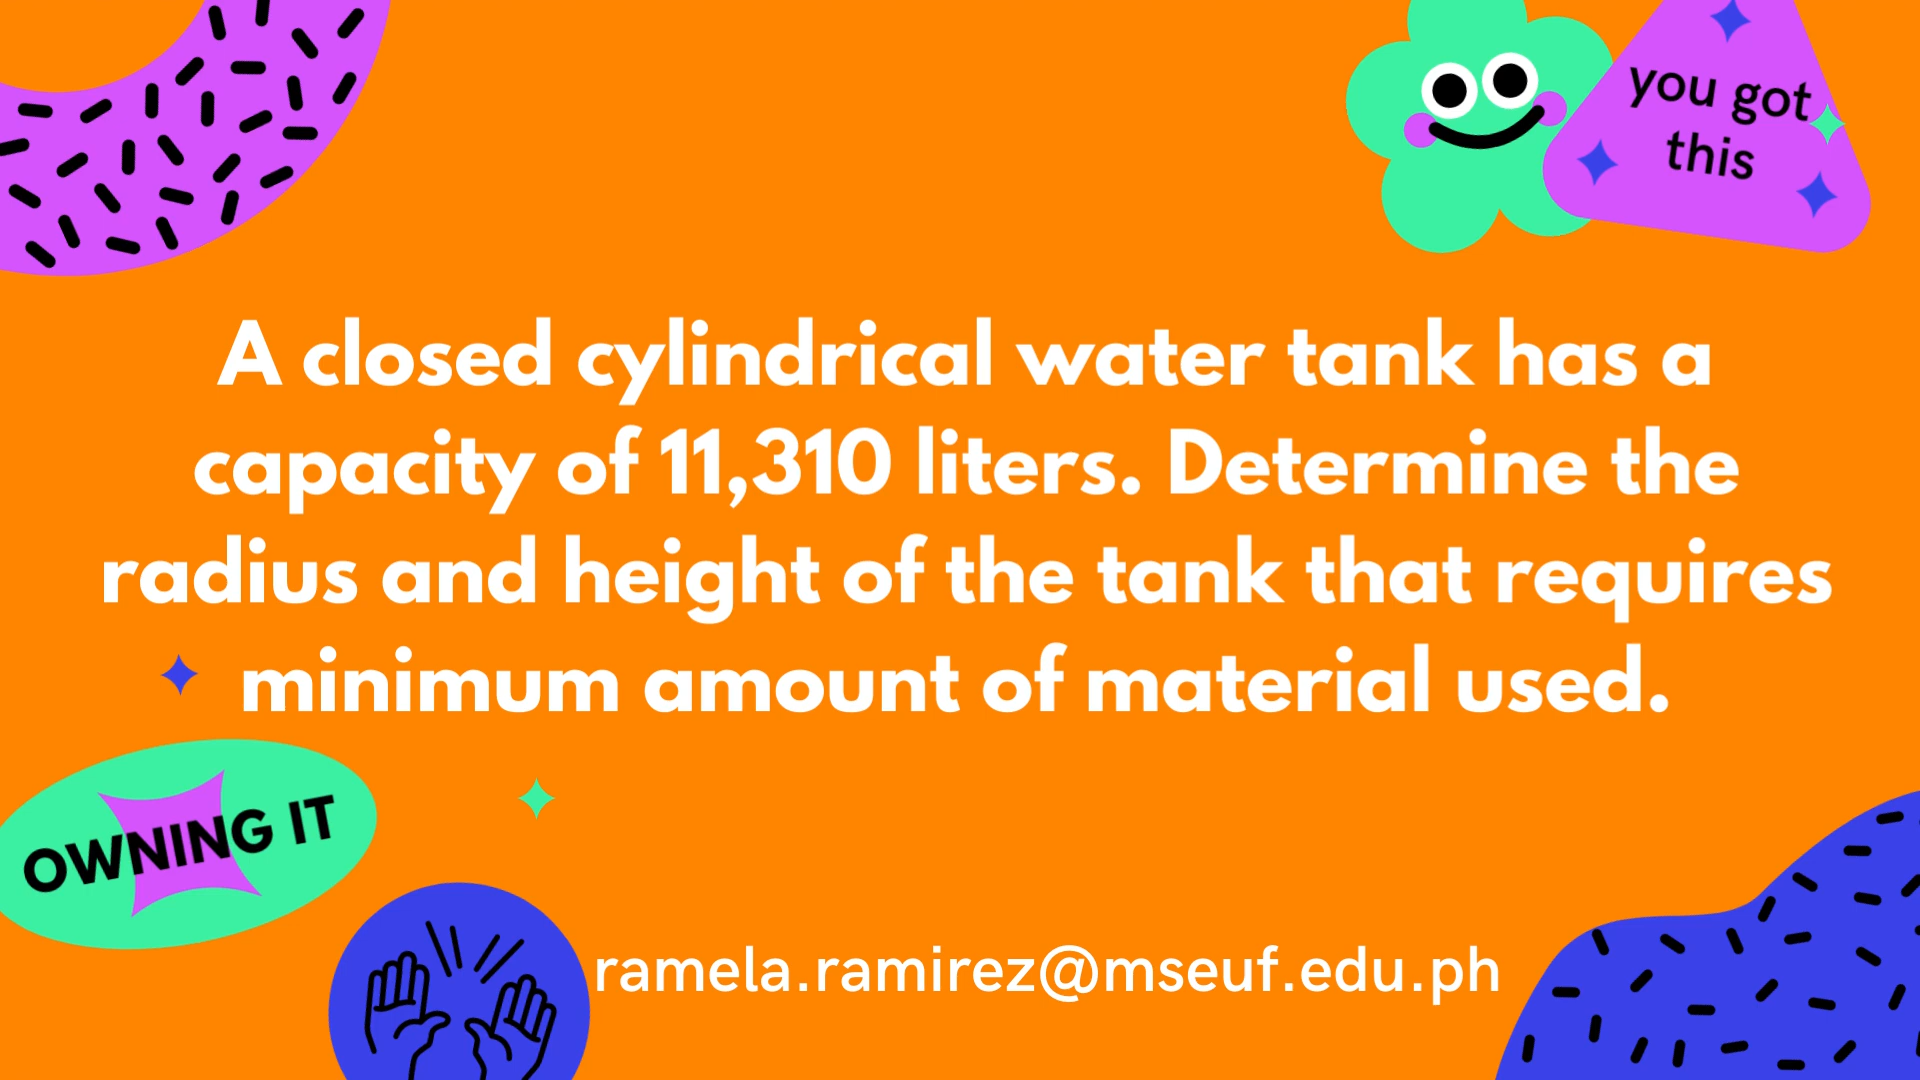 you got
this
A closed cylindrical water tank has a
capacity of 11,310 liters. Determine the
radius and height of the tank that requires
minimum amount of material used.
OWNING IT
ramela.ramirez@mseuf.edu.ph